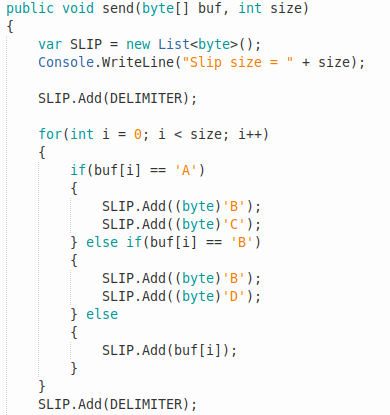 public void send(byte[] buf, int size)
{
    var SLIP = new List<byte>();
    Console.WriteLine("Slip size = " + size);

    SLIP.Add(DELIMITER);

    for(int i = 0; i < size; i++)
    {
        if(buf[i] == 'A')
        {
            SLIP.Add((byte)'B');
            SLIP.Add((byte)'C');
        } else if(buf[i] == 'B')
        {
            SLIP.Add((byte)'B');
            SLIP.Add((byte)'D');
        } else
        {
            SLIP.Add(buf[i]);
        }
    }
    SLIP.Add(DELIMITER);